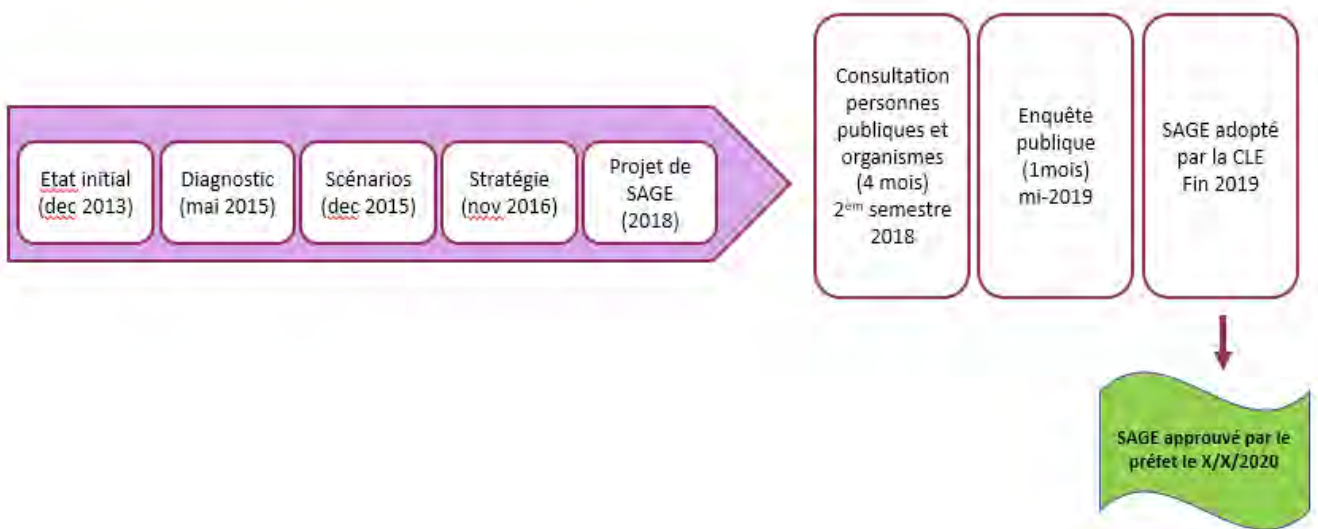 Etat initial
(dec 2013)
Diagnostic
(mai 2015)
Scénarios
(dec 2015)
Stratégie
(nov 2016)
Projet de
SAGE
(2018)
Consultation
personnes
publiques et
organismes
(4 mois)
2ᵉᵐ semestre
2018
Enquête
publique
(1mois)
mi-2019
SAGE adopté
par la CLE
Fin 2019
SAGE approuvé par le
préfet le X/X/2020